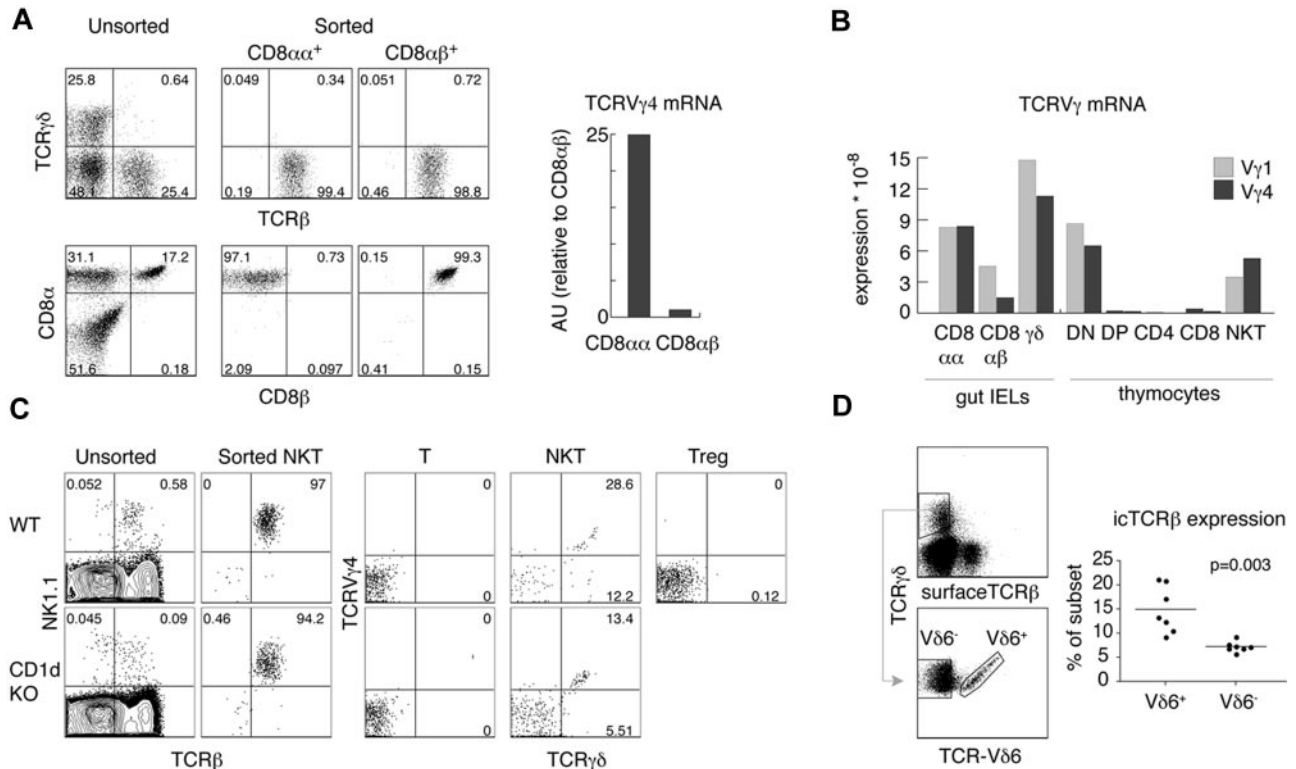 A
Unsorted
Sorted
CD8αα+
CD8αβ+
25.8 0.64
48.1 25.4
0.049 0.34
0.19 99.4
0.051 0.72
0.46 98.8
TCRγδ
TCRβ
31.1 17.2
51.6 0.18
97.1 0.73
2.09 0.097
0.15 99.3
0.41 0.15
CD8α
CD8β
TCRVγ4 mRNA
AU (relative to CD8αβ)
25
0
CD8αα CD8αβ
B
TCRVγ mRNA
Vγ1
Vγ4
expression * 10-8
15
12
9
6
3
0
CD8 CD8 γδ DN DP CD4 CD8 NKT
αα αβ
gut IELs thymocytes
C
Unsorted
Sorted NKT
T
NKT
Treg
WT
CD1d
KO
NK1.1
TCRβ
0.052 0.58
0 97
0.045 0.09
0.46 94.2
TCRVγ4
TCRγδ
0
0
28.6
12.2
0
0.12
0
0
13.4
5.51
D
TCRγδ
surfaceTCRβ
Vδ6-
Vδ6+
TCR-Vδ6
icTCRβ expression
p=0.003
% of subset
25
20
15
10
5
0
Vδ6+ Vδ6-